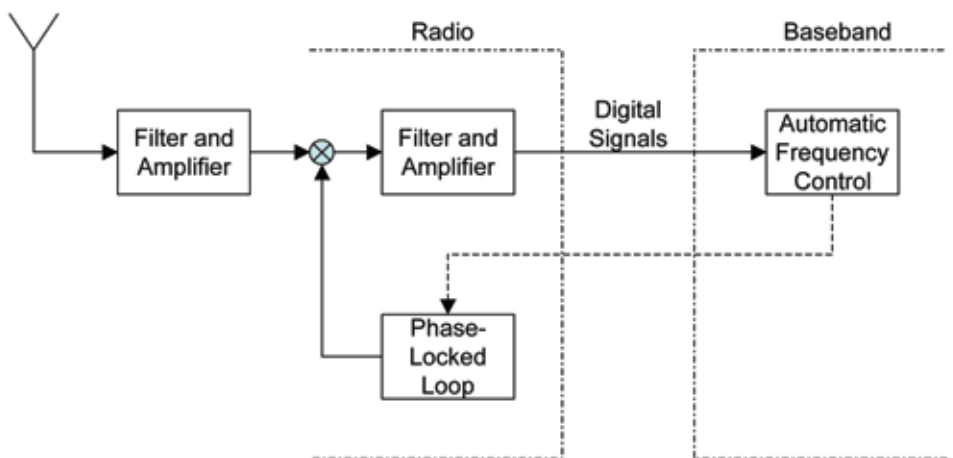 Radio
Baseband
Filter and
Amplifier
Filter and
Amplifier
Digital
Signals
Automatic
Frequency
Control
Phase-
Locked
Loop